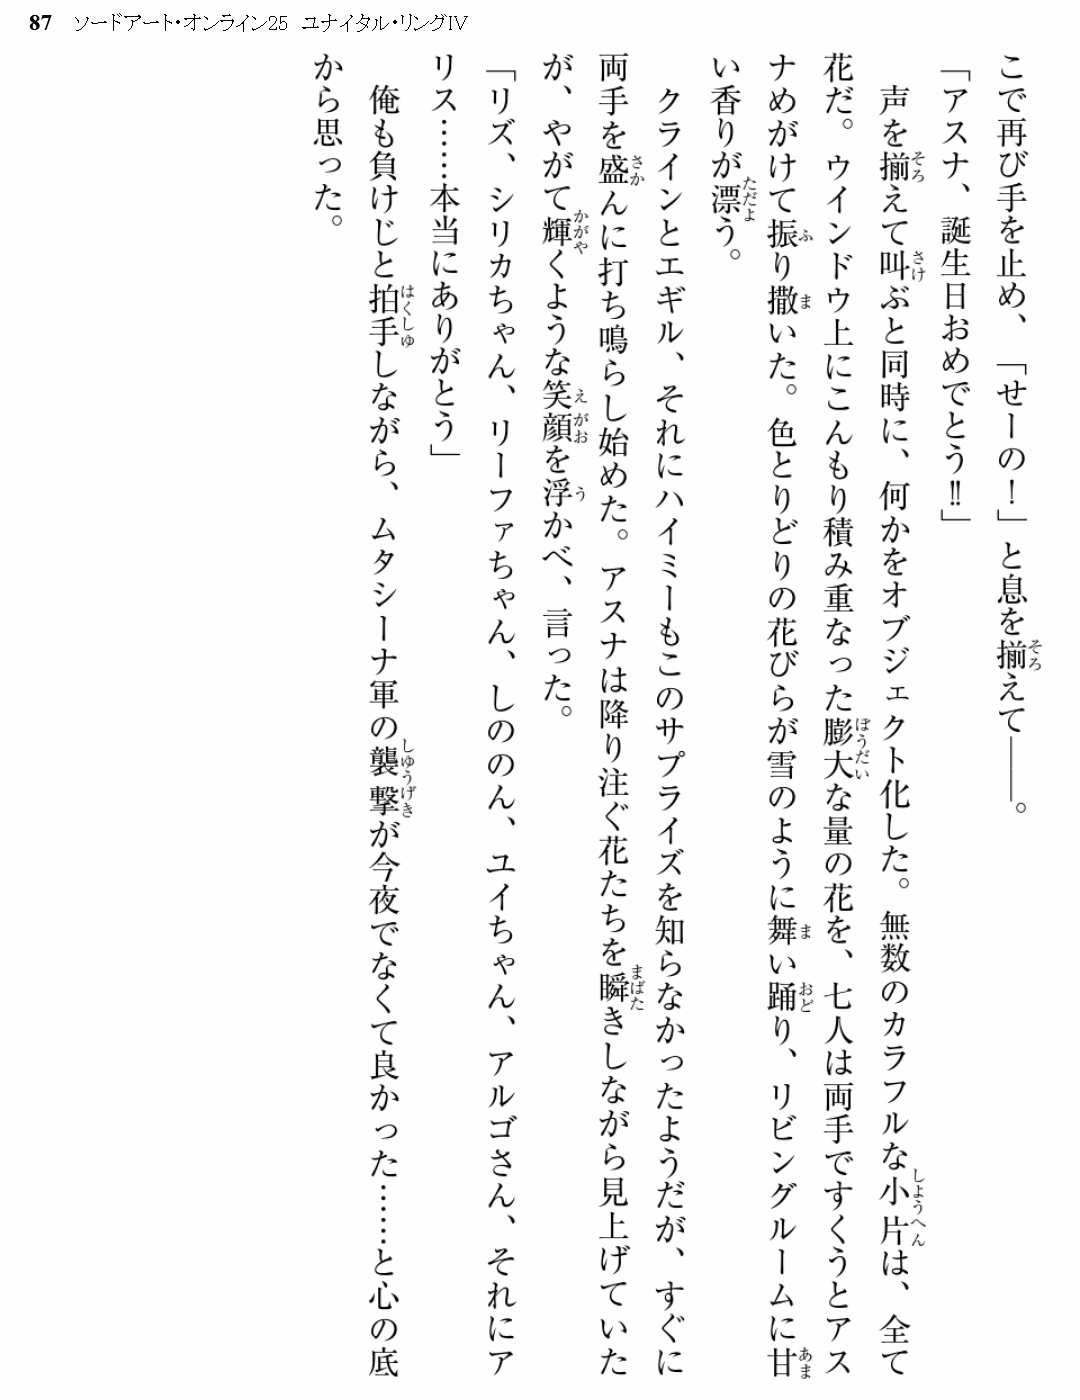 87 ソードアート・オンライン25 ユナイタル・リングⅣ
こで再び手を止め、「せーの！」と息を揃えて――。
「アスナ、誕生日おめでとう‼」
　声を揃えて叫ぶと同時に、何かをオブジェクト化した。無数のカラフルな小片は、全て
花だ。ウインドウ上にこんもり積み重なった膨大な量の花を、七人は両手ですくうとアス
ナめがけて振り撒いた。色とりどりの花びらが雪のように舞い踊り、リビングルームに甘
い香りが漂う。
　クラインとエギル、それにハイミーもこのサプライズを知らなかったようだが、すぐに
両手を盛んに打ち鳴らし始めた。アスナは降り注ぐ花たちを瞬きしながら見上げていた
が、やがて輝くような笑顔を浮かべ、言った。
「リズ、シリカちゃん、リーファちゃん、しののん、ユイちゃん、アルゴさん、それにア
リス……本当にありがとう」
　俺も負けじと拍手しながら、ムタシーナ軍の襲撃が今夜でなくて良かった……と心の底
から思った。